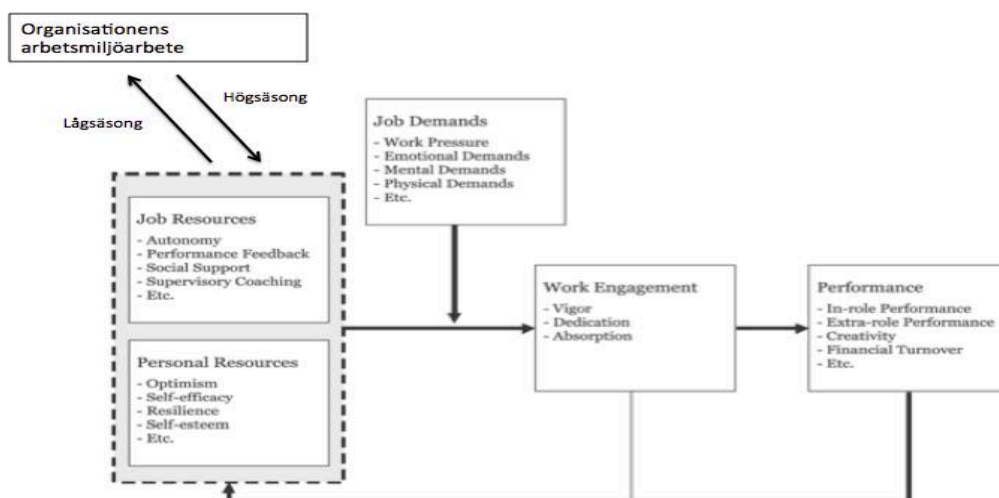 Organisationens
arbetsmiljöarbete
Högsäsong
Lågsäsong
Job Demands
- Work Pressure
- Emotional Demands
- Mental Demands
- Physical Demands
- Etc.
Job Resources
- Autonomy
- Performance Feedback
- Social Support
- Supervisory Coaching
- Etc.
Personal Resources
- Optimism
- Self-efficacy
- Resilience
- Self-esteem
- Etc.
Work Engagement
- Vigor
- Dedication
- Absorption
Performance
- In-role Performance
- Extra-role Performance
- Creativity
- Financial Turnover
- Etc.